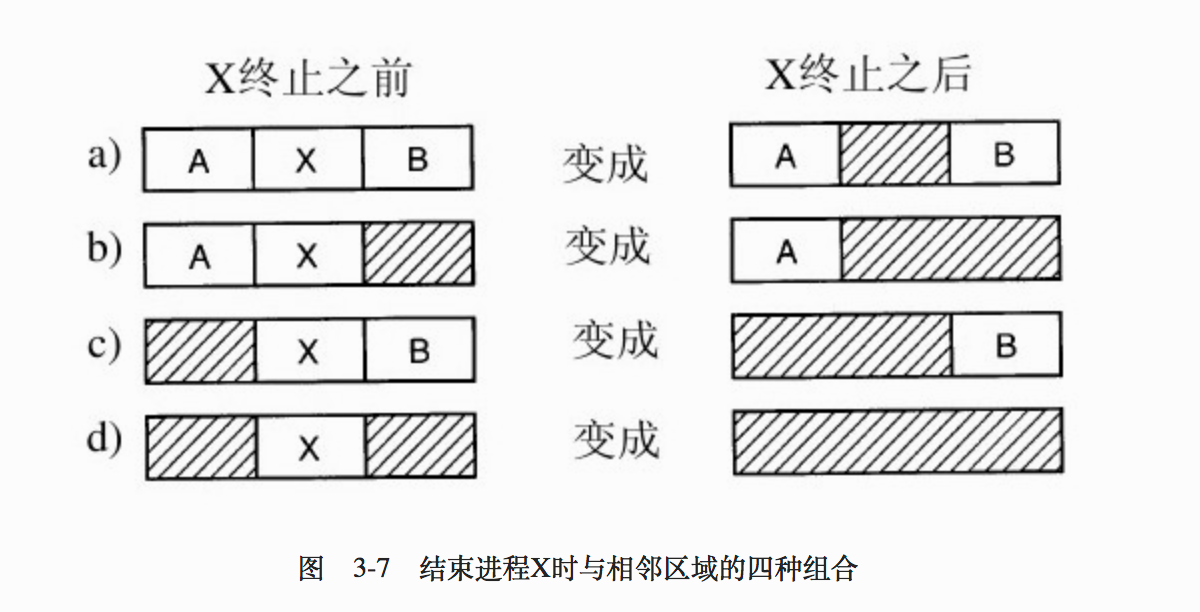 X终止之前 X终止之后
a) A X B 变成 A B
b) A X 变成 A
c) X B 变成 B
d) X 变成
图 3-7 结束进程X时与相邻区域的四种组合